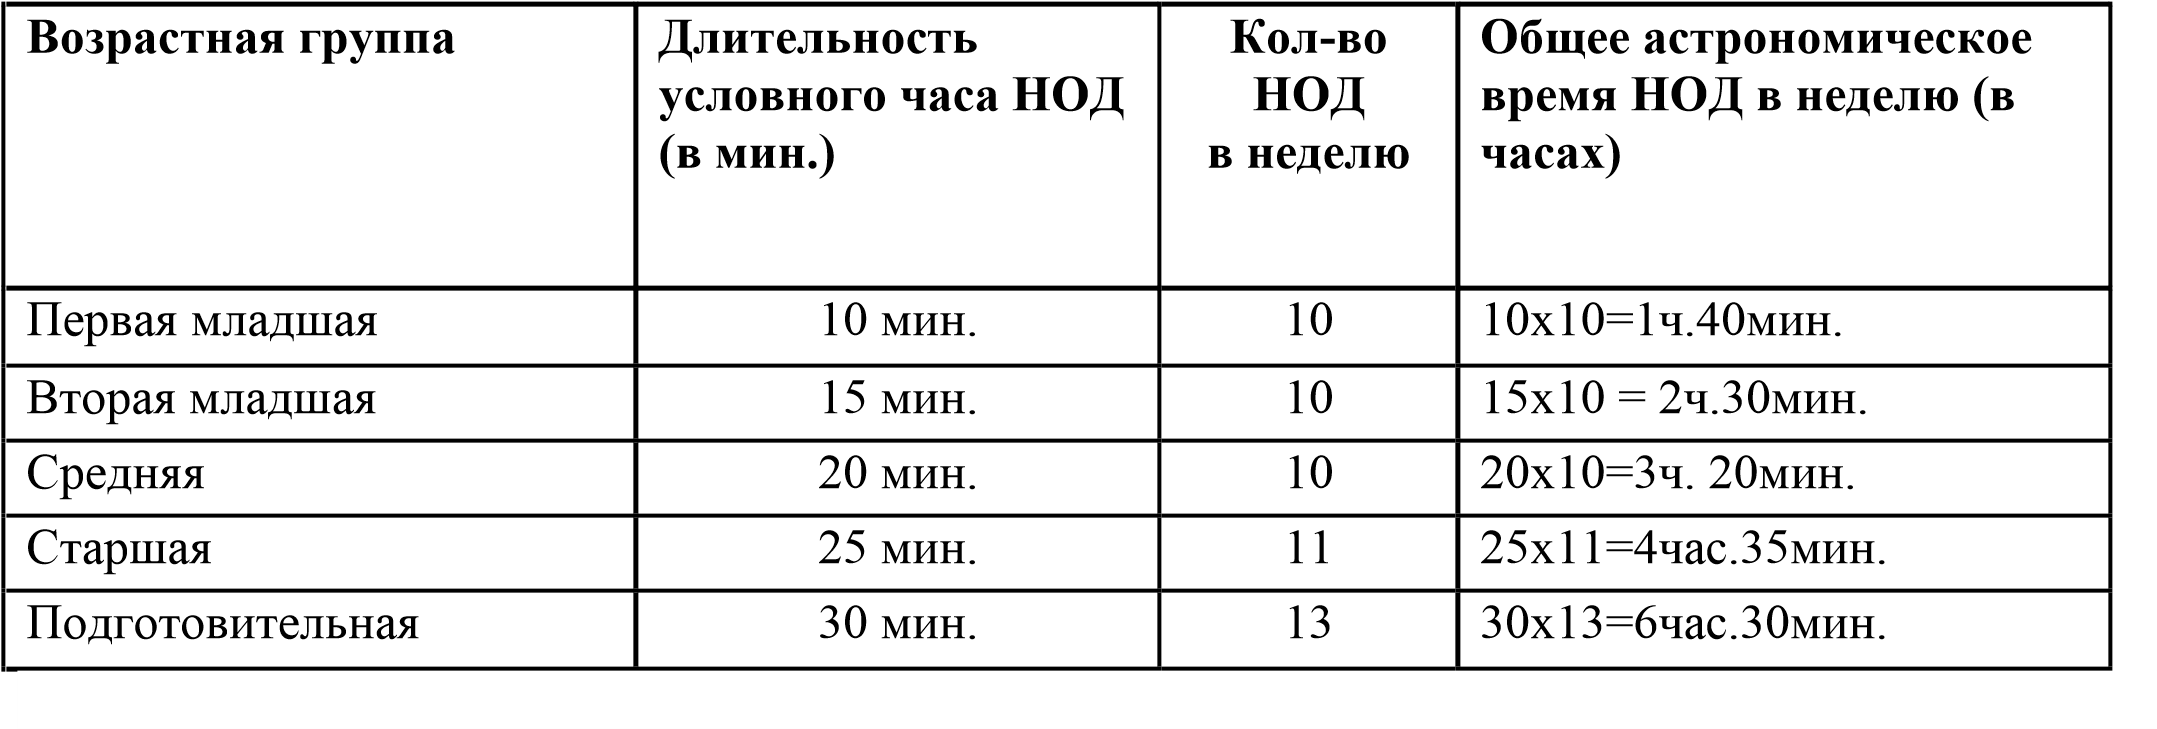 Возрастная группа
Длительность
условного часа НОД
(в мин.)
Кол-во
НОД
в неделю
Общее астрономическое
время НОД в неделю (в
часах)
Первая младшая 10 мин. 10 10х10=1ч.40мин.
Вторая младшая 15 мин. 10 15х10 = 2ч.30мин.
Средняя 20 мин. 10 20х10=3ч. 20мин.
Старшая 25 мин. 11 25х11=4час.35мин.
Подготовительная 30 мин. 13 30х13=6час.30мин.